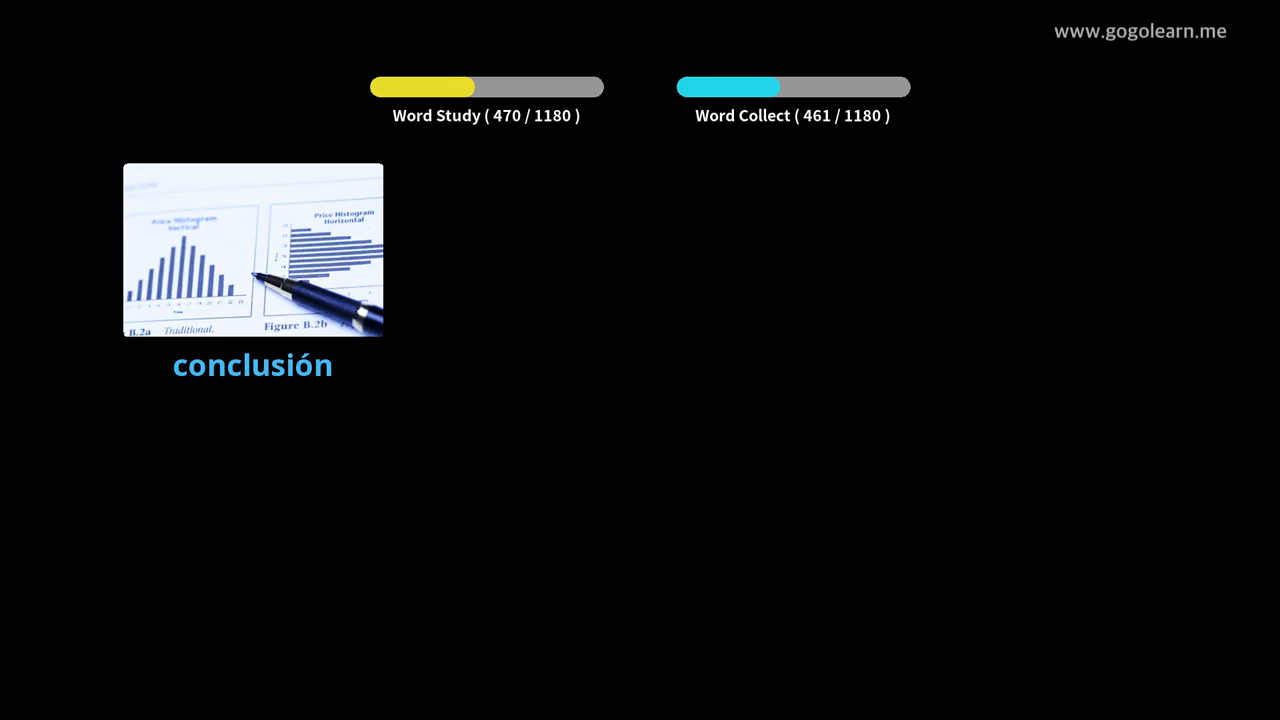 www.gogolearn.me
Word Study ( 470 / 1180 )
Word Collect ( 461 / 1180 )
Price Histogram
Vertical
Price Histogram
Horizontal
Price
B.2a Traditional.
Figure B.2b
conclusión